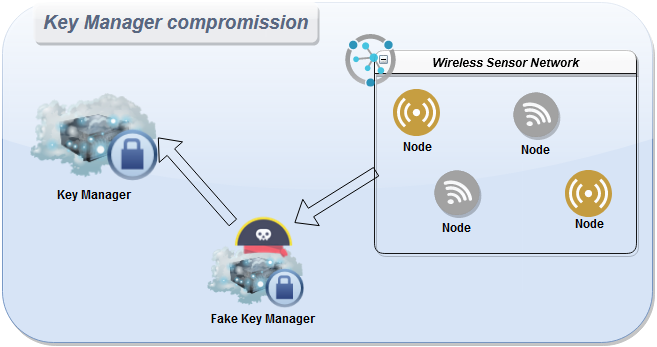 Key Manager compromission
Wireless Sensor Network
Node
Node
Key Manager
Node
Node
Fake Key Manager